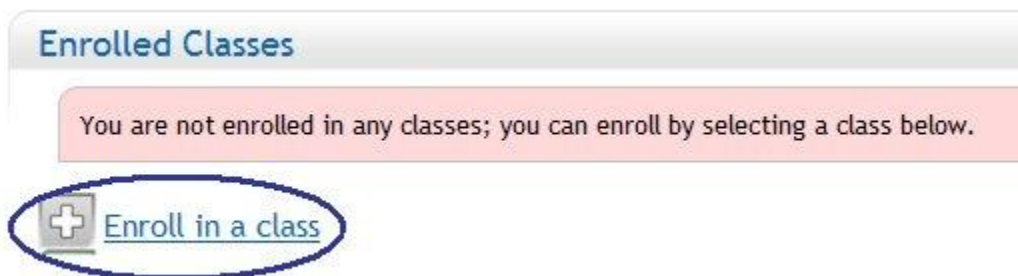 Enrolled Classes
You are not enrolled in any classes; you can enroll by selecting a class below.
Enroll in a class